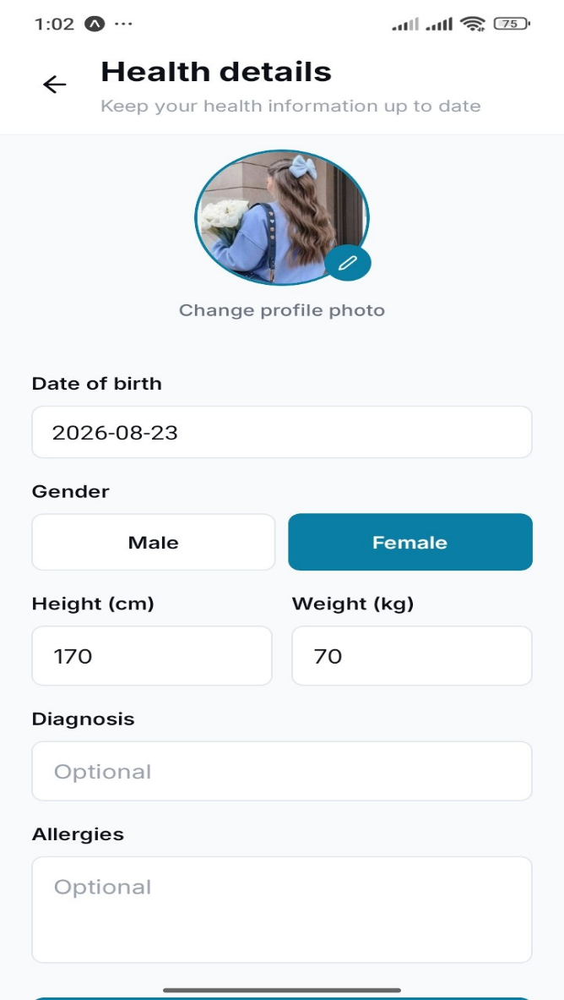 1:02 ···
75
Health details
Keep your health information up to date
Change profile photo
Date of birth
2026-08-23
Gender
Male Female
Height (cm) Weight (kg)
170 70
Diagnosis
Optional
Allergies
Optional